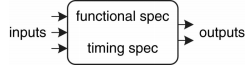 functional spec
inputs
outputs
timing spec